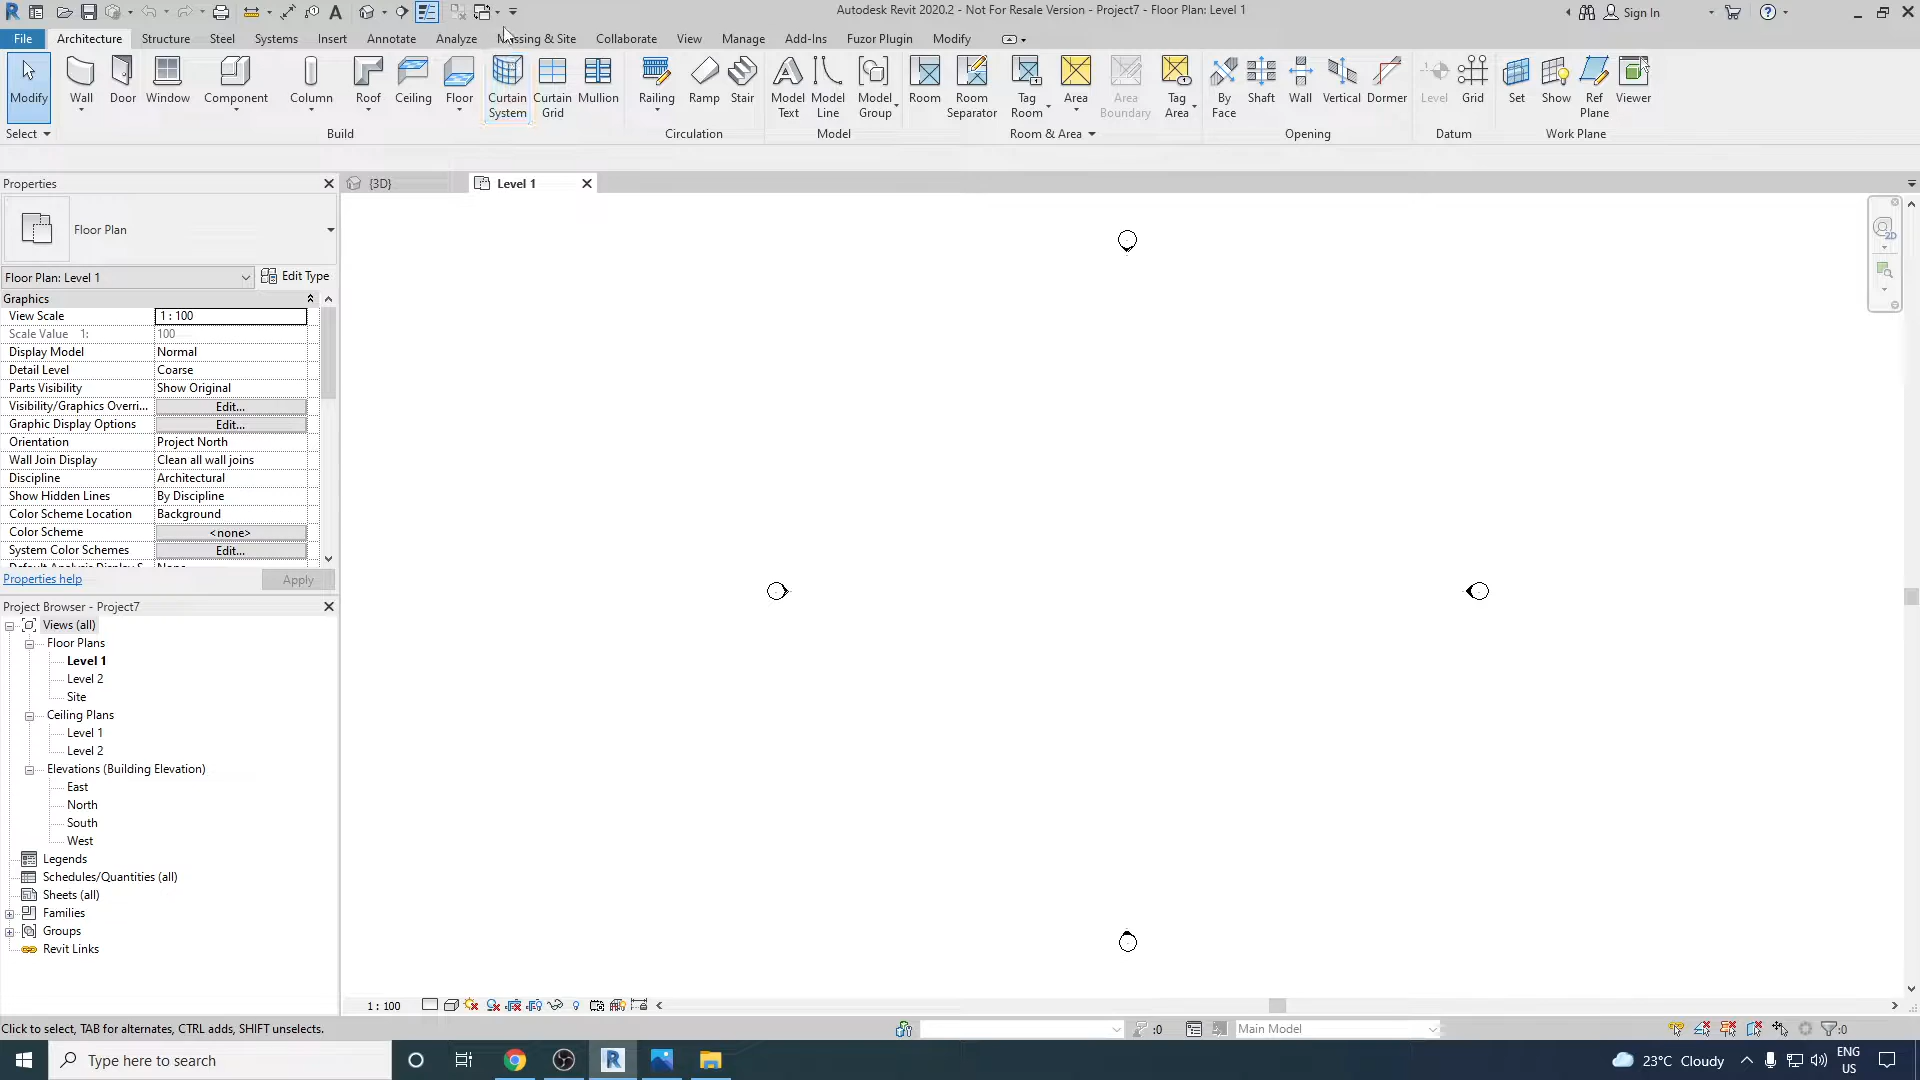 Autodesk Revit 2020.2 - Not For Resale Version - Project7 - Floor Plan: Level 1
Sign In
File Architecture Structure Steel Systems Insert Annotate Analyze Massing & Site Collaborate View Manage Add-Ins Fuzor Plugin Modify
Modify Wall Door Window Component Column Roof Ceiling Floor Curtain System Curtain Grid Mullion Railing Ramp Stair Model Text Model Line Model Group Room Room Separator Tag Room Area Area Boundary Tag Area By Face Shaft Wall Vertical Dormer Level Grid Set Show Ref Plane Viewer
Select Build Circulation Model Room & Area Opening Datum Work Plane
Properties
{3D}
Level 1
Floor Plan
Floor Plan: Level 1
Edit Type
Graphics
View Scale 1 : 100
Scale Value 1: 100
Display Model Normal
Detail Level Coarse
Parts Visibility Show Original
Visibility/Graphics Overri... Edit...
Graphic Display Options Edit...
Orientation Project North
Wall Join Display Clean all wall joins
Discipline Architectural
Show Hidden Lines By Discipline
Color Scheme Location Background
Color Scheme <none>
System Color Schemes Edit...
Properties help
Apply
Project Browser - Project7
Views (all)
Floor Plans
Level 1
Level 2
Site
Ceiling Plans
Level 1
Level 2
Elevations (Building Elevation)
East
North
South
West
Legends
Schedules/Quantities (all)
Sheets (all)
Families
Groups
Revit Links
2D
1 : 100
Click to select, TAB for alternates, CTRL adds, SHIFT unselects.
:0
Main Model
:0
Type here to search
23°C Cloudy
ENG
US